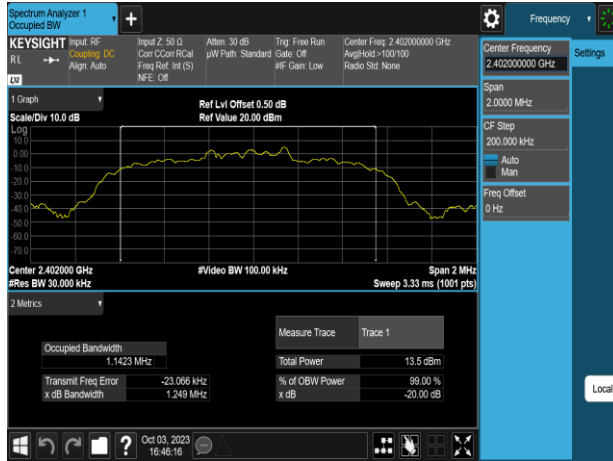 Spectrum Analyzer 1
Occupied BW
Frequency
KEYSIGHT
RL
LXI
Input: RF
Coupling: DC
Align: Auto
Input Z: 50 Ω
Corr CCorr RCal
Freq Ref: Int (S)
NFE: Off
Atten: 30 dB
µW Path: Standard
Trig: Free Run
Gate: Off
#IF Gain: Low
Center Freq: 2.402000000 GHz
Avg|Hold:>100/100
Radio Std: None
Center Frequency
2.402000000 GHz
Settings
Span
2.0000 MHz
CF Step
200.000 kHz
Auto
Man
Freq Offset
0 Hz
1 Graph
Scale/Div 10.0 dB
Ref Lvl Offset 0.50 dB
Ref Value 20.00 dBm
Log
10.0
0.00
-10.0
-20.0
-30.0
-40.0
-50.0
-60.0
-70.0
Center 2.402000 GHz
#Res BW 30.000 kHz
#Video BW 100.00 kHz
Span 2 MHz
Sweep 3.33 ms (1001 pts)
2 Metrics
Measure Trace Trace 1
Occupied Bandwidth
1.1423 MHz
Total Power 13.5 dBm
Transmit Freq Error -23.066 kHz
% of OBW Power 99.00 %
x dB Bandwidth 1.249 MHz
x dB -20.00 dB
Local
?
Oct 03, 2023
16:46:16